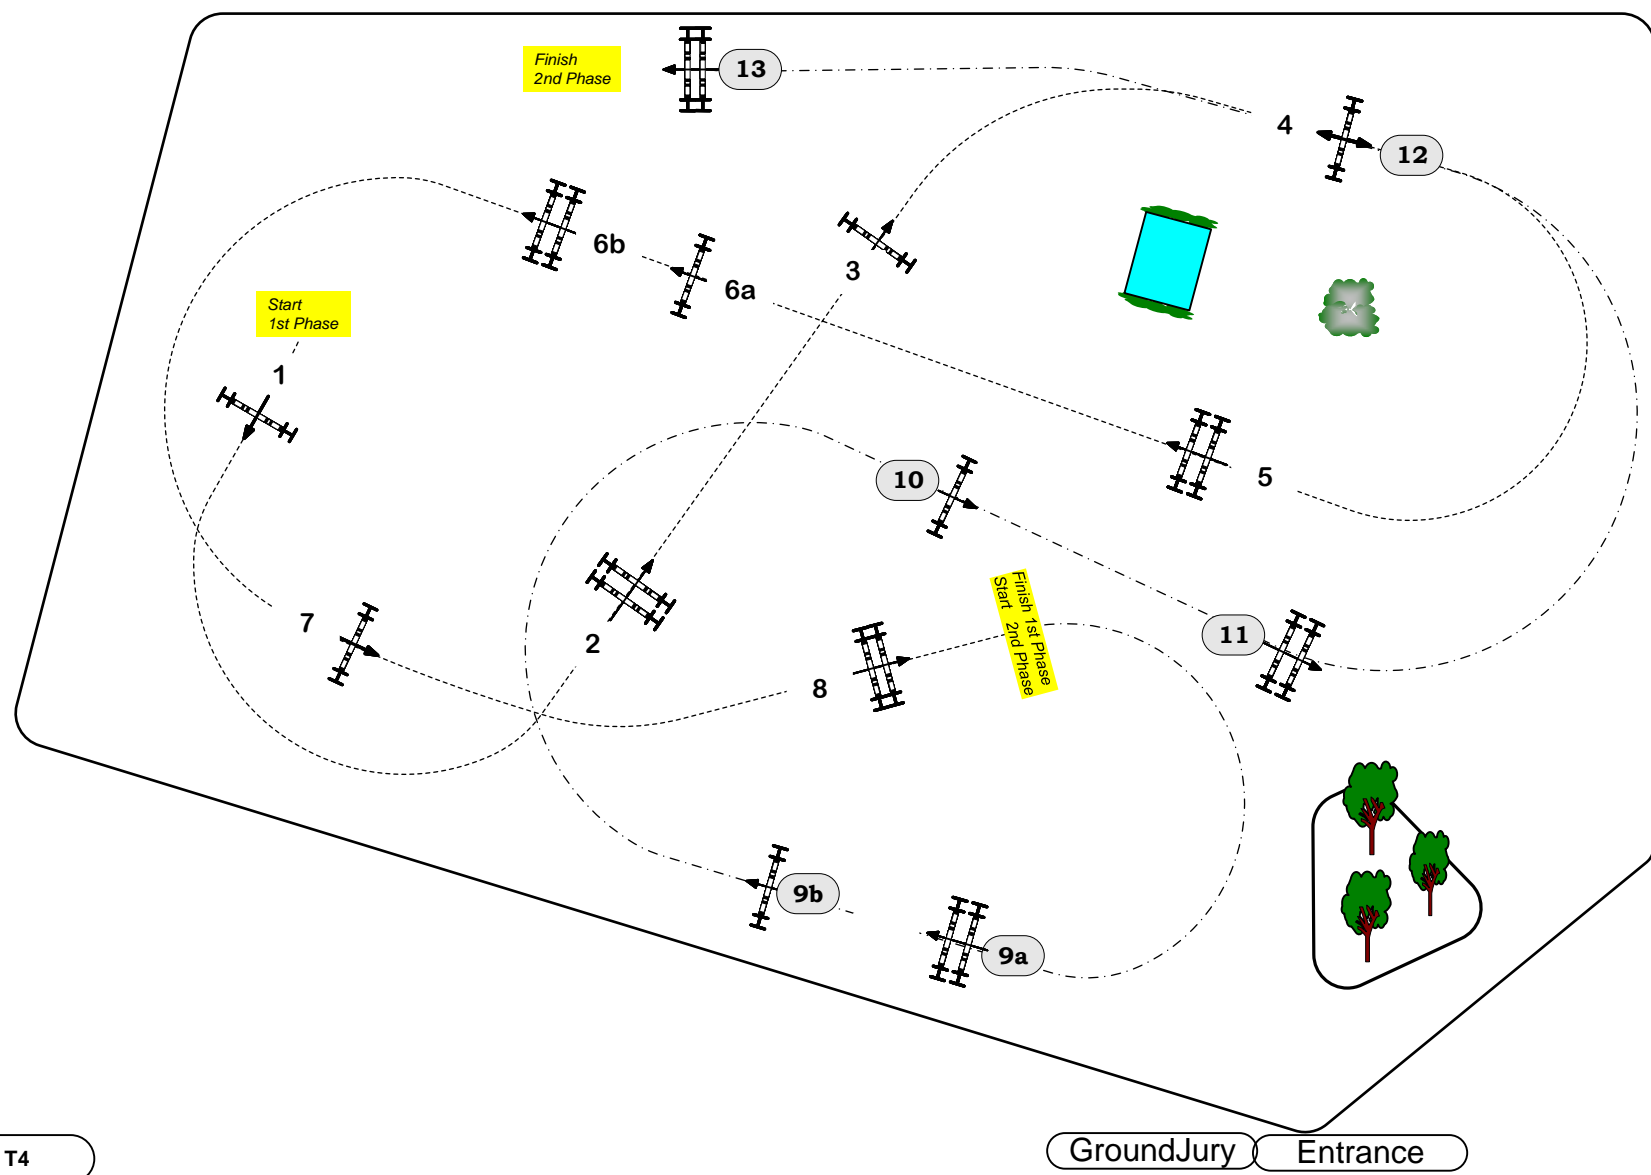 Finish
2nd Phase
13
4
12
6b
6a
3
Start
1st Phase
1
10
5
7
2
8
Finish 1st Phase
Start 2nd Phase
11
9b
9a
T4
GroundJury
Entrance